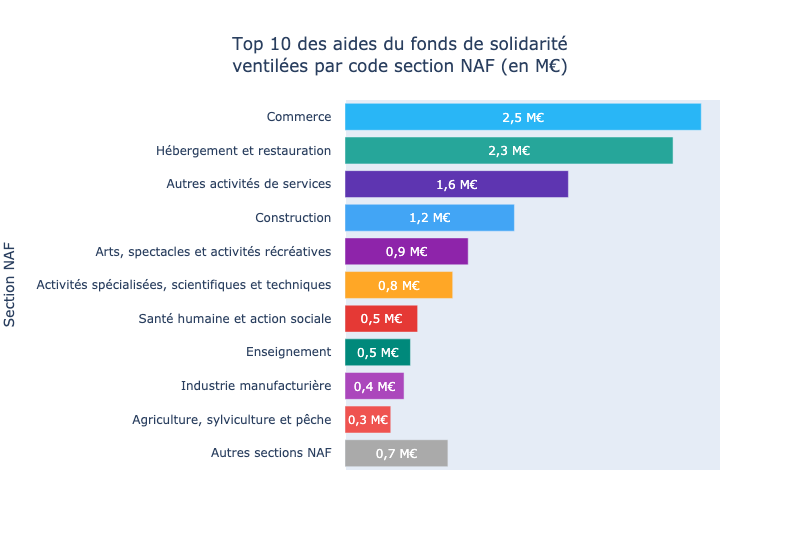 Top 10 des aides du fonds de solidarité
ventilées par code section NAF (en M€)
Section NAF
Commerce
2,5 M€
Hébergement et restauration
2,3 M€
Autres activités de services
1,6 M€
Construction
1,2 M€
Arts, spectacles et activités récréatives
0,9 M€
Activités spécialisées, scientifiques et techniques
0,8 M€
Santé humaine et action sociale
0,5 M€
Enseignement
0,5 M€
Industrie manufacturière
0,4 M€
Agriculture, sylviculture et pêche
0,3 M€
Autres sections NAF
0,7 M€